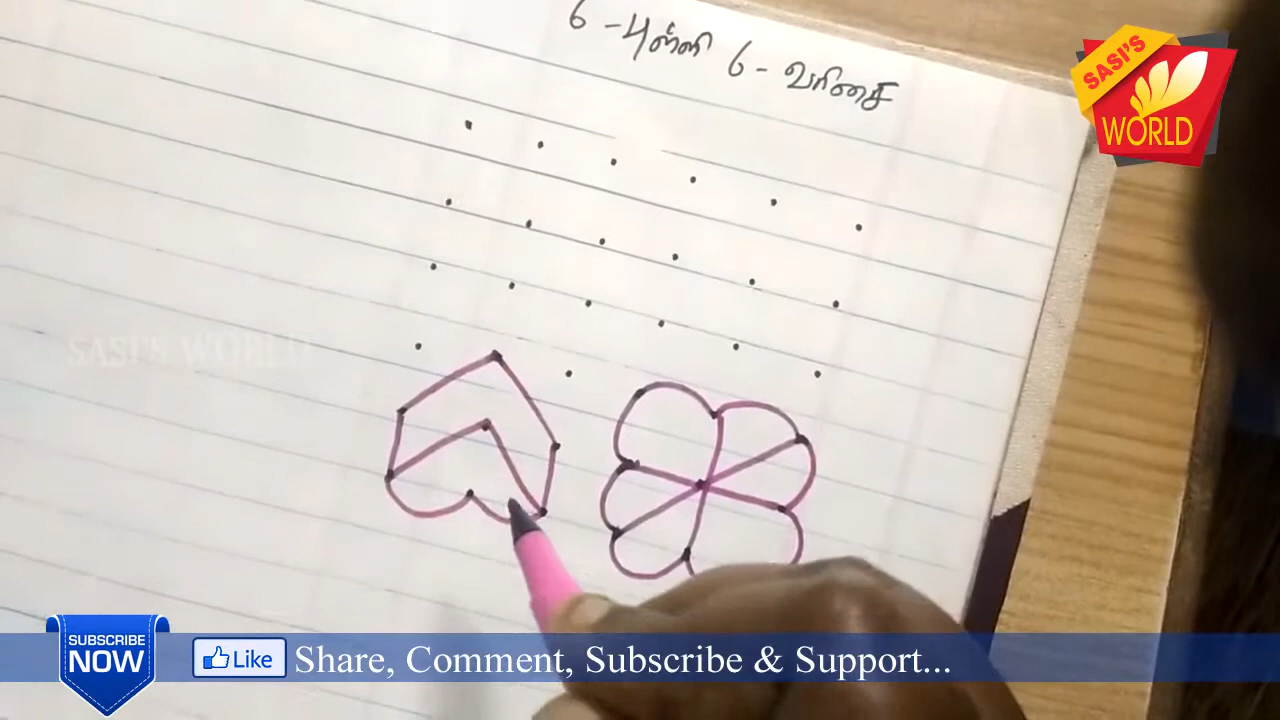 6 - புள்ளி 6 - வரிசை
SASI'S
WORLD
SASI'S WORLD
SUBSCRIBE
NOW
Like
Share, Comment, Subscribe & Support...